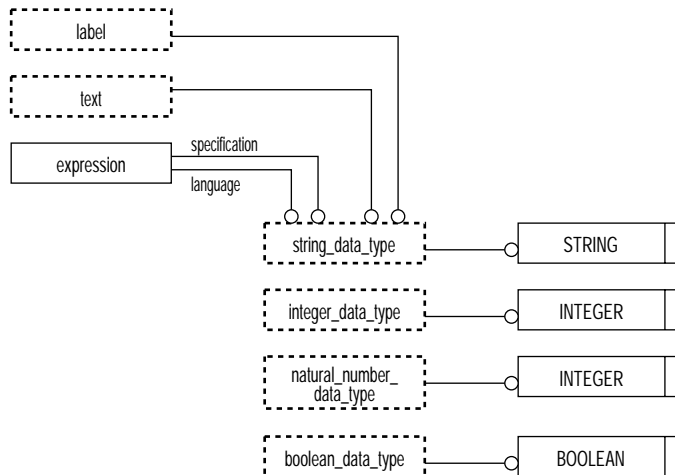 label
text
specification
expression
language
string_data_type
STRING
integer_data_type
INTEGER
natural_number_
data_type
INTEGER
boolean_data_type
BOOLEAN